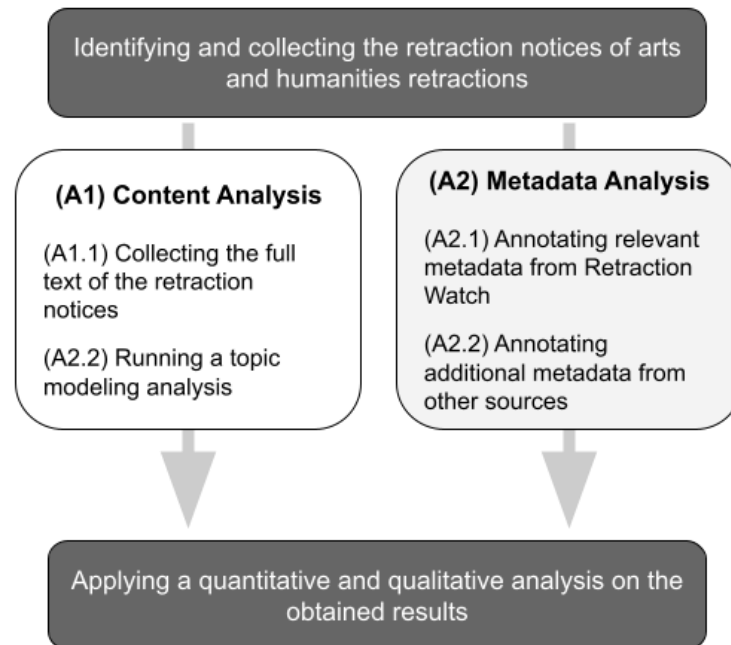 Identifying and collecting the retraction notices of arts
and humanities retractions
(A1) Content Analysis
(A1.1) Collecting the full
text of the retraction
notices
(A2.2) Running a topic
modeling analysis
(A2) Metadata Analysis
(A2.1) Annotating relevant
metadata from Retraction
Watch
(A2.2) Annotating
additional metadata from
other sources
Applying a quantitative and qualitative analysis on the
obtained results